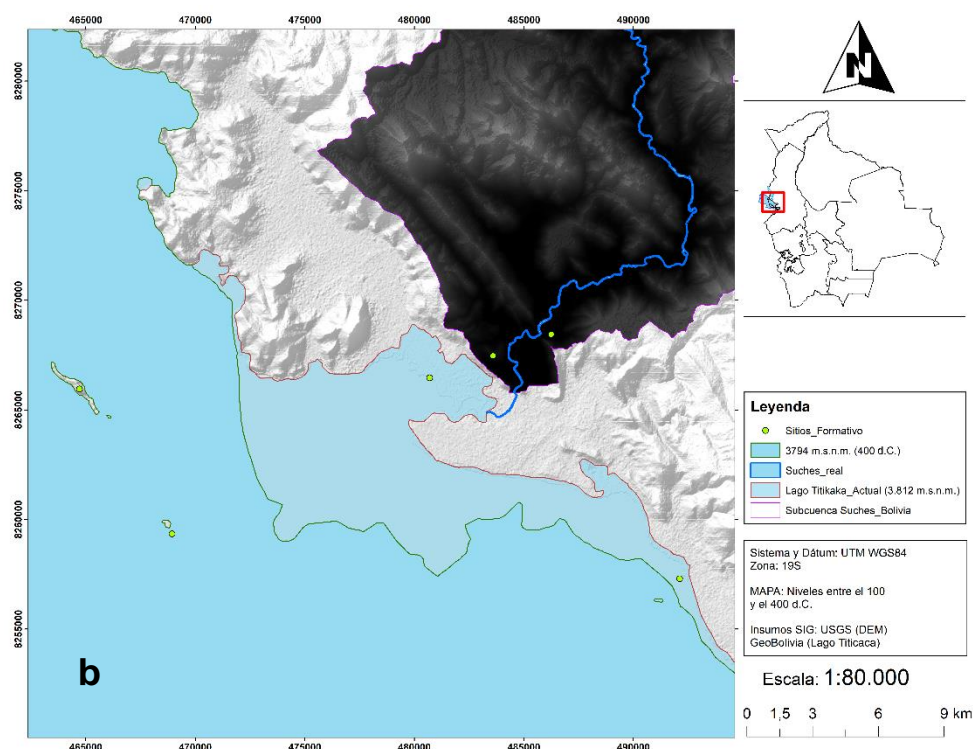 465000 470000 475000 480000 485000 490000
8280000
8275000
8270000
8265000
8260000
8255000
b
465000 470000 475000 480000 485000 490000
N
Leyenda
Sitios_Formativo
3794 m.s.n.m. (400 d.C.)
Suches_real
Lago Titikaka_Actual (3.812 m.s.n.m.)
Subcuenca Suches_Bolivia
Sistema y Dátum: UTM WGS84
Zona: 19S
MAPA: Niveles entre el 100
y el 400 d.C.
Insumos SIG: USGS (DEM)
GeoBolivia (Lago Titicaca)
Escala: 1:80.000
0 1,5 3 6 9 km